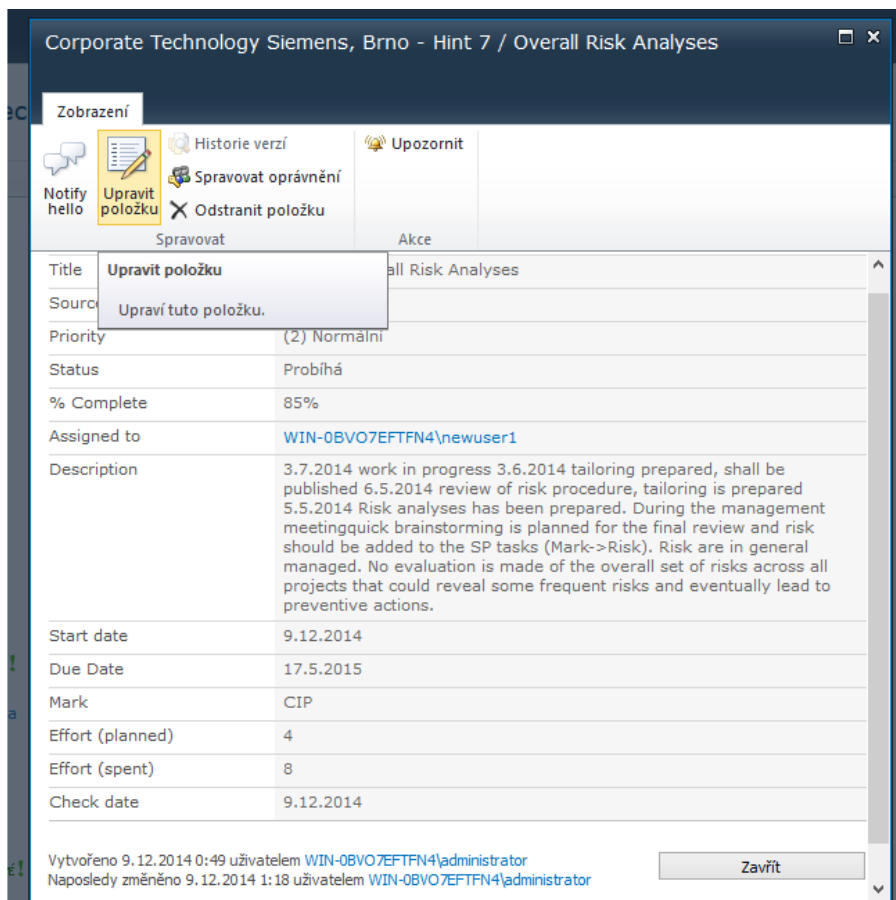 Corporate Technology Siemens, Brno - Hint 7 / Overall Risk Analyses
Zobrazení
Notify hello
Upravit položku
Historie verzí
Spravovat oprávnění
Odstranit položku
Spravovat
Upozornit
Akce
Title
all Risk Analyses
Upravit položku
Upraví tuto položku.
Source
Priority
(2) Normální
Status
Probíhá
% Complete
85%
Assigned to
WIN-0BVO7EFTFN4\newuser1
Description
3.7.2014 work in progress 3.6.2014 tailoring prepared, shall be
published 6.5.2014 review of risk procedure, tailoring is prepared
5.5.2014 Risk analyses has been prepared. During the management
meetingquick brainstorming is planned for the final review and risk
should be added to the SP tasks (Mark->Risk). Risk are in general
managed. No evaluation is made of the overall set of risks across all
projects that could reveal some frequent risks and eventually lead to
preventive actions.
Start date
9.12.2014
Due Date
17.5.2015
Mark
CIP
Effort (planned)
4
Effort (spent)
8
Check date
9.12.2014
Vytvořeno 9.12.2014 0:49 uživatelem WIN-0BVO7EFTFN4\administrator
Naposledy změněno 9.12.2014 1:18 uživatelem WIN-0BVO7EFTFN4\administrator
Zavřít